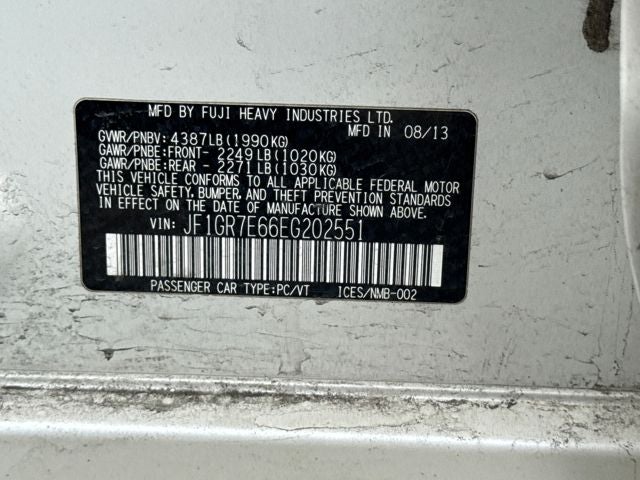 MFD BY FUJI HEAVY INDUSTRIES LTD.
MFD IN 08/13
GVWR/PNBV: 4387LB(1990KG)
GAWR/PNBE:FRONT- 2249LB(1020KG)
GAWR/PNBE:REAR - 2271LB(1030KG)
THIS VEHICLE CONFORMS TO ALL APPLICABLE FEDERAL MOTOR
VEHICLE SAFETY, BUMPER, AND THEFT PREVENTION STANDARDS
IN EFFECT ON THE DATE OF MANUFACTURE SHOWN ABOVE.
VIN: JF1GR7E66EG202551
PASSENGER CAR TYPE:PC/VT ICES/NMB-002